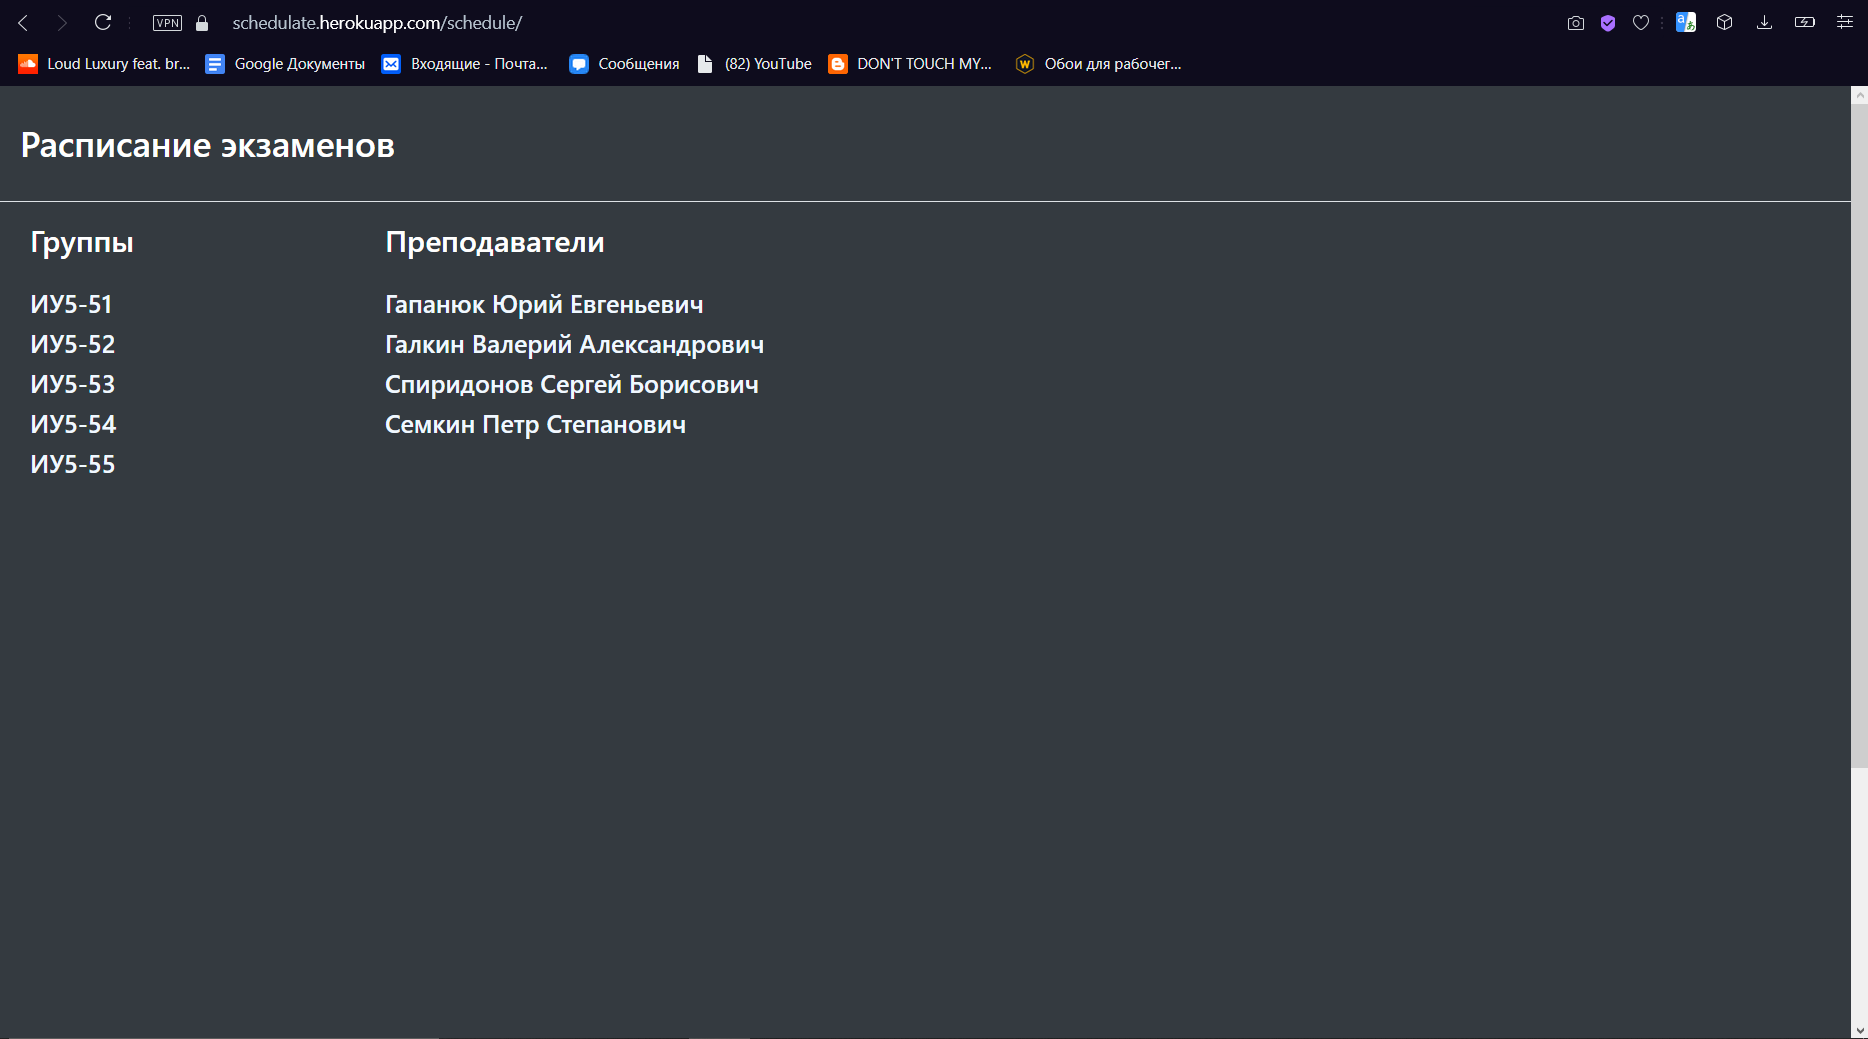 VPN schedulate.herokuapp.com/schedule/
Loud Luxury feat. br... Google Документы Входящие - Почта... Сообщения (82) YouTube DON'T TOUCH MY... Обои для рабочег...
Расписание экзаменов
Группы
ИУ5-51
ИУ5-52
ИУ5-53
ИУ5-54
ИУ5-55
Преподаватели
Гапанюк Юрий Евгеньевич
Галкин Валерий Александрович
Спиридонов Сергей Борисович
Семкин Петр Степанович